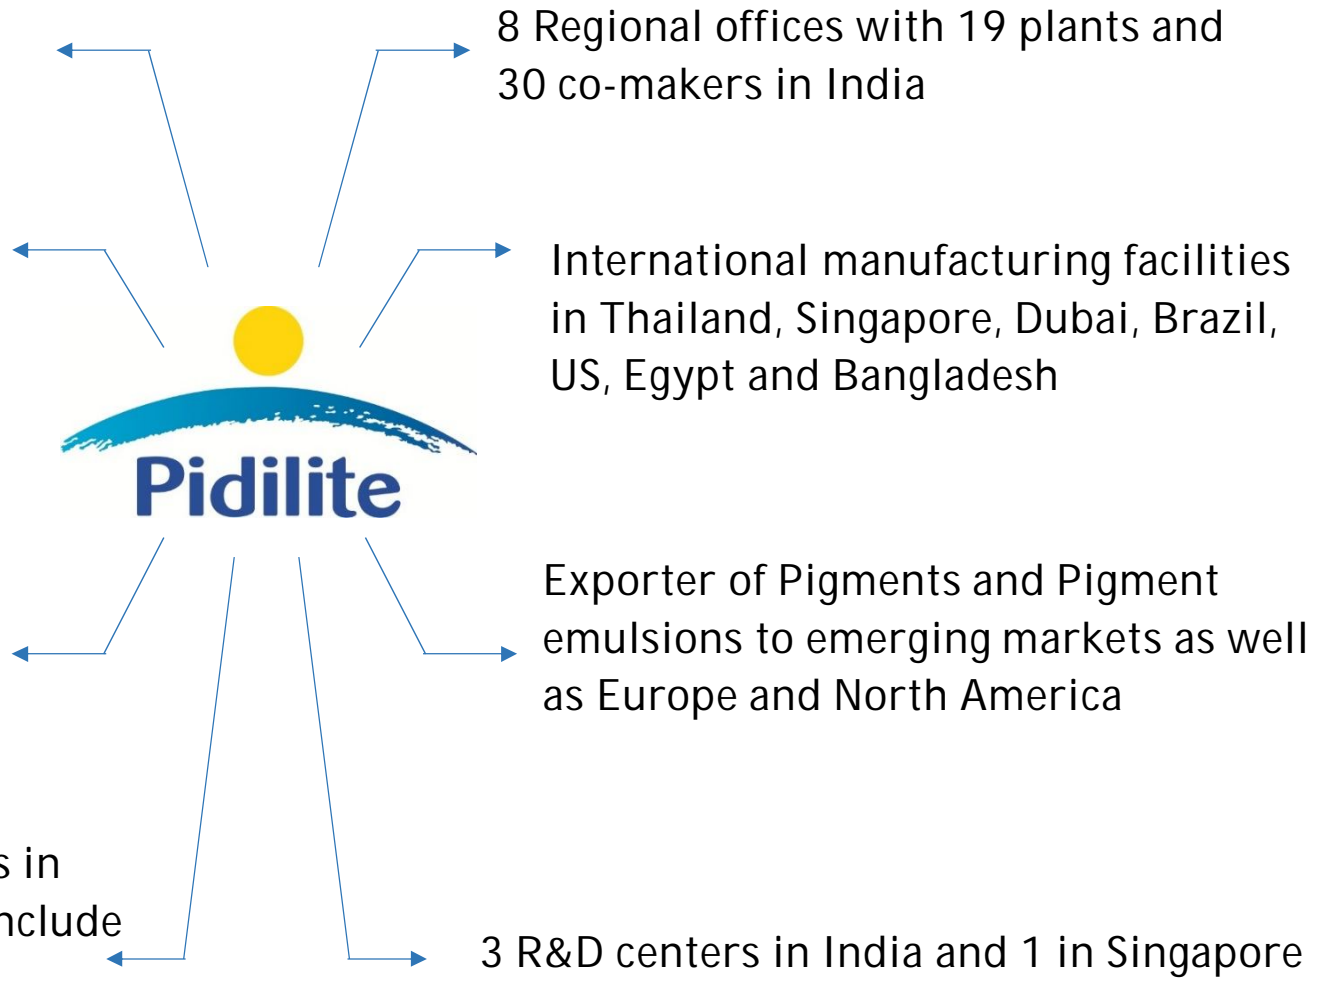 8 Regional offices with 19 plants and
30 co-makers in India
International manufacturing facilities
in Thailand, Singapore, Dubai, Brazil,
US, Egypt and Bangladesh
Pidilite
Exporter of Pigments and Pigment
emulsions to emerging markets as well
as Europe and North America
in
3 R&D centers in India and 1 in Singapore